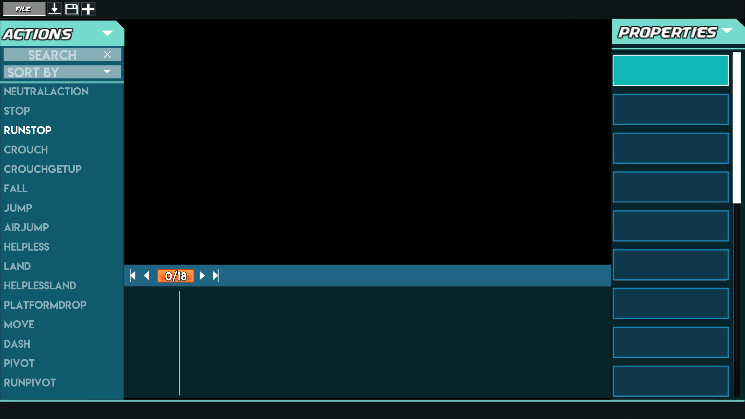 FILE
ACTIONS
PROPERTIES
SEARCH
SORT BY
NEUTRALACTION
STOP
RUNSTOP
CROUCH
CROUCHGETUP
FALL
JUMP
AIRJUMP
HELPLESS
LAND
HELPLESSLAND
PLATFORMDROP
MOVE
DASH
PIVOT
RUNPIVOT
0/18